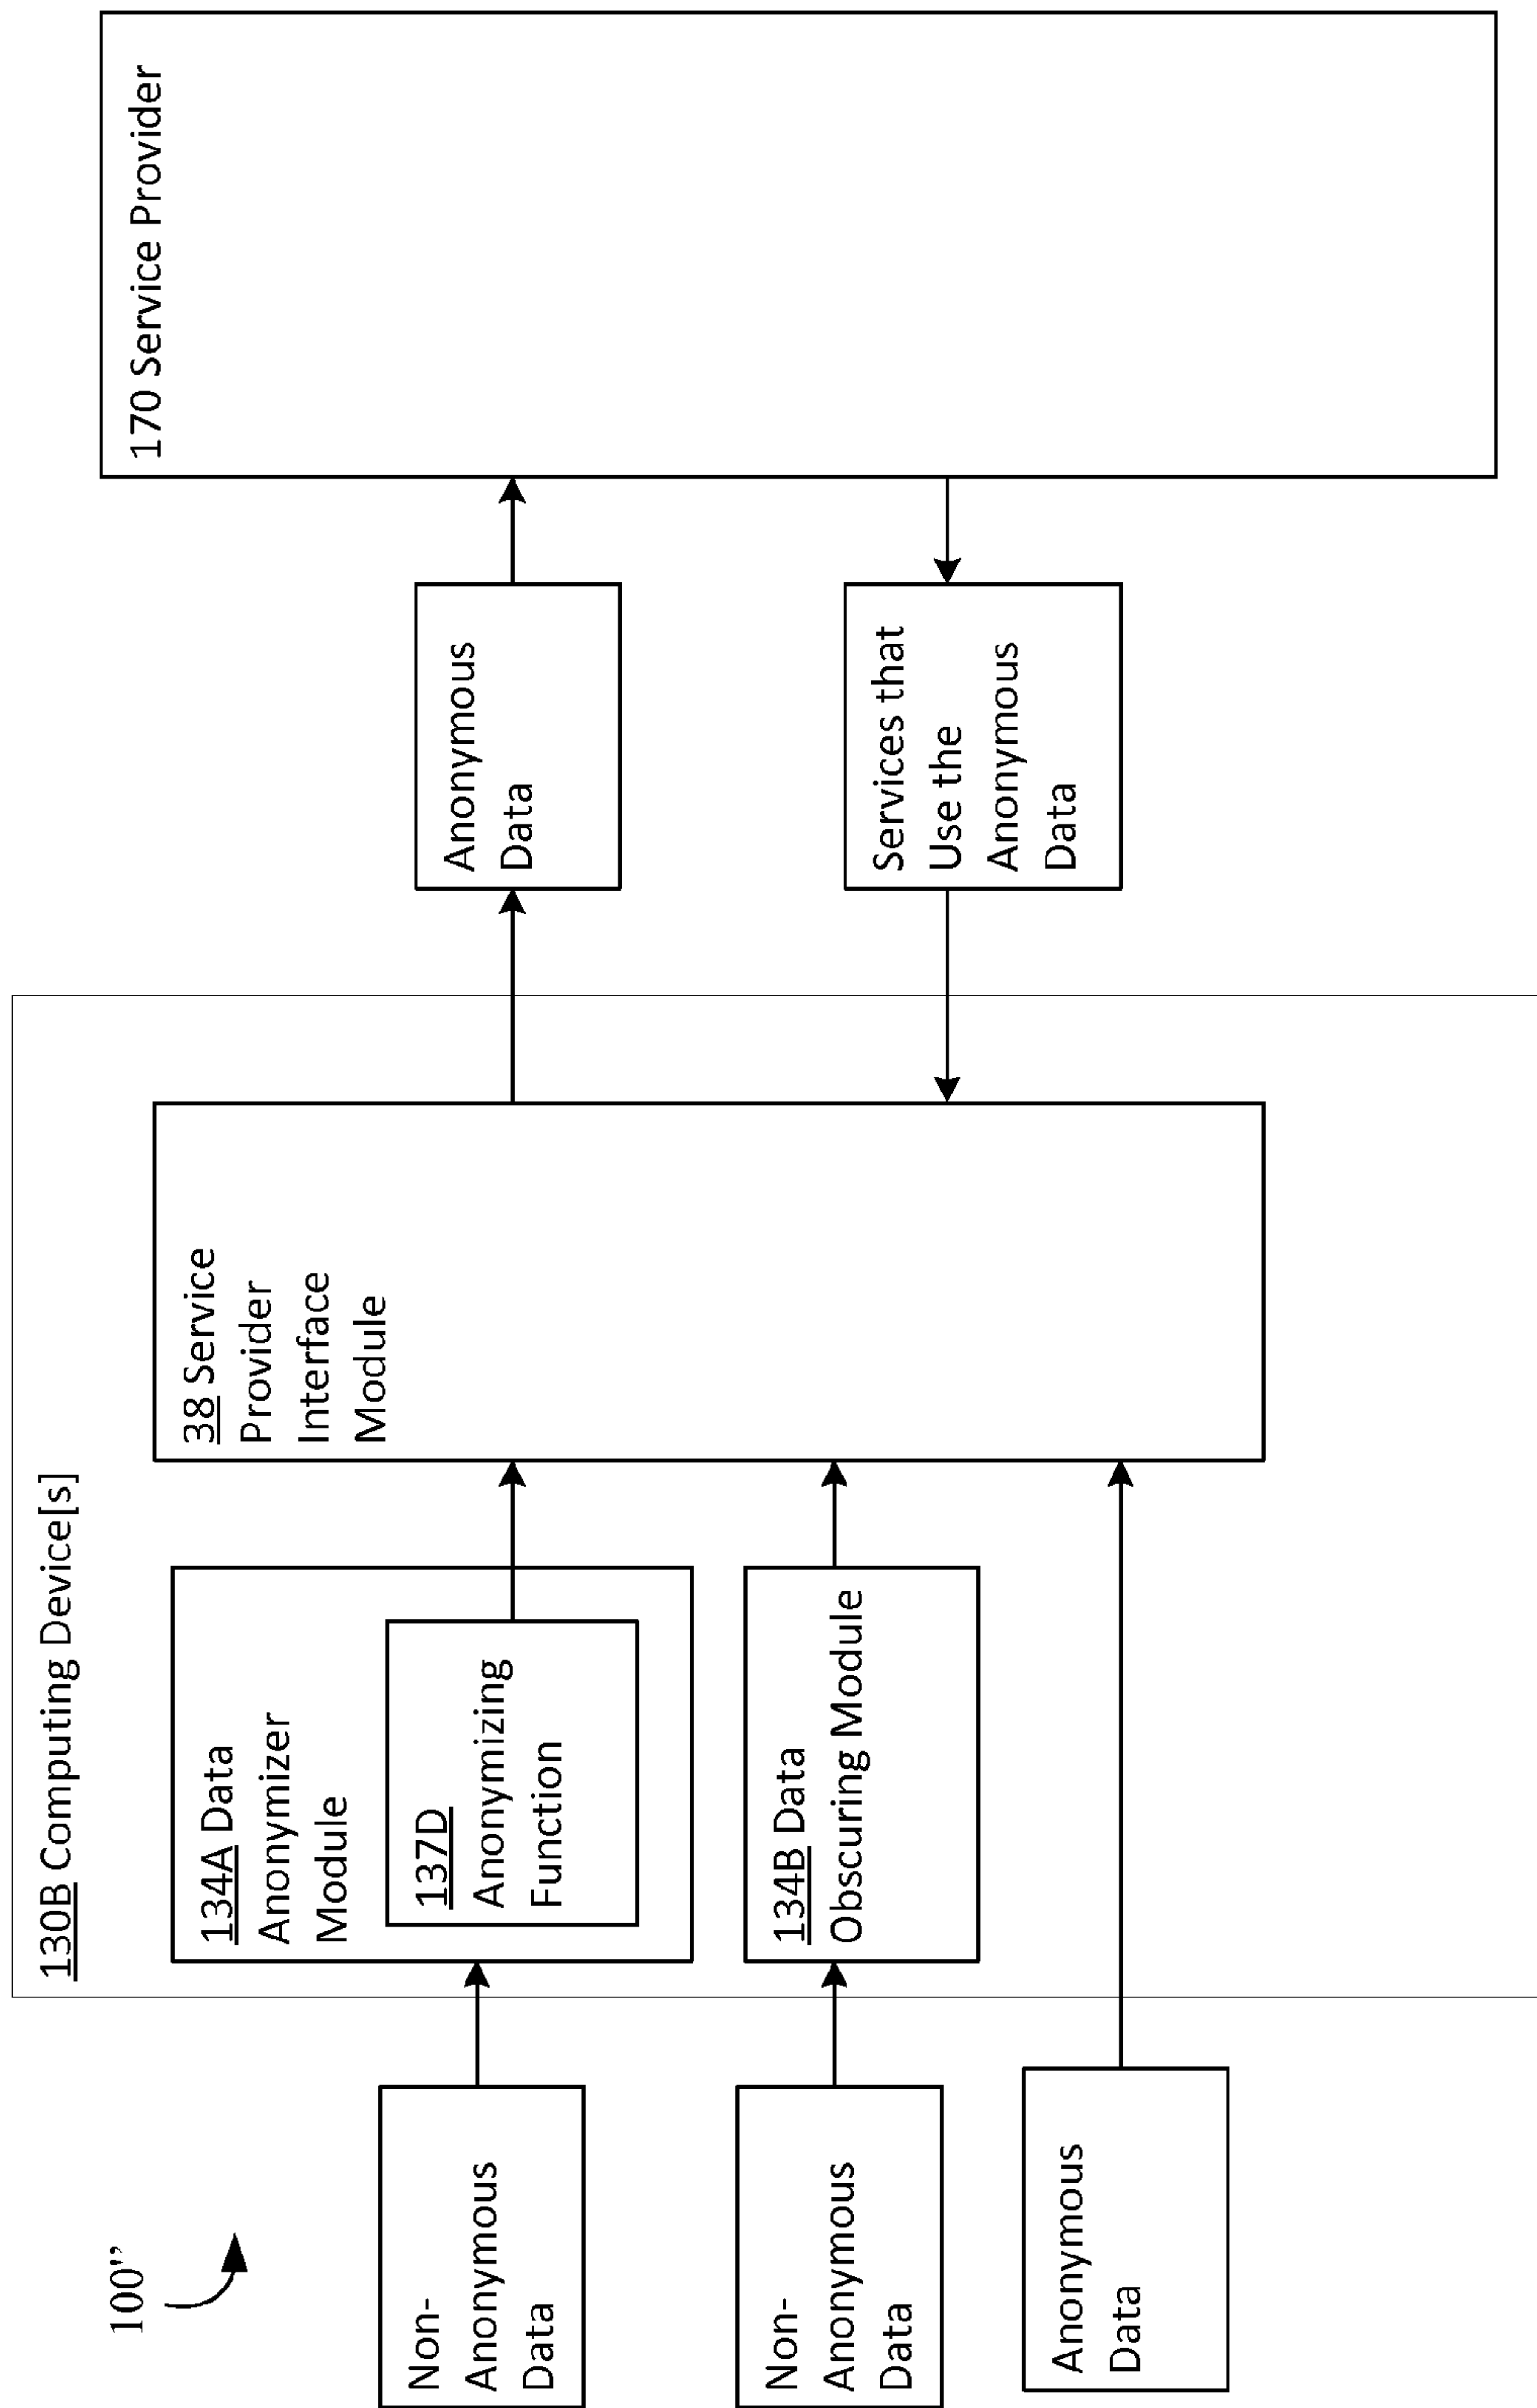 100"
130B Computing Device[s]
Non-
Anonymous
Data
134A Data
Anonymizer
Module
137D
Anonymizing
Function
Non-
Anonymous
Data
134B Data
Obscuring Module
Anonymous
Data
38 Service
Provider
Interface
Module
Anonymous
Data
Services that
Use the
Anonymous
Data
170 Service Provider